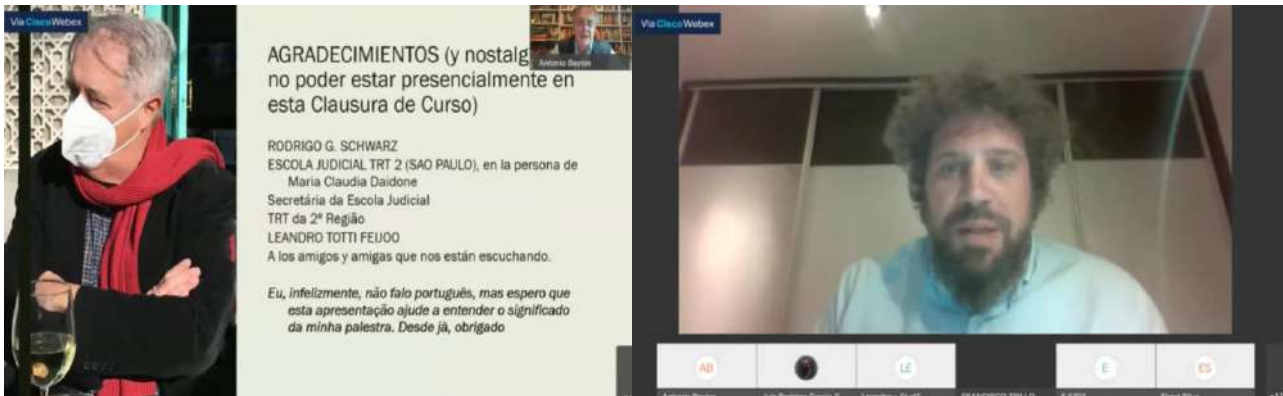 Via Cisco Webex
AGRADECIMIENTOS (y nostalg
no poder estar presencialmente en
esta Clausura de Curso)
Antonio Baylos
RODRIGO G. SCHWARZ
ESCOLA JUDICIAL TRT 2 (SAO PAULO), en la persona de
Maria Claudia Daidone
Secretária da Escola Judicial
TRT da 2ª Região
LEANDRO TOTTI FEIJOO
A los amigos y amigas que nos están escuchando.
Eu, infelizmente, não falo português, mas espero que
esta apresentação ajude a entender o significado
da minha palestra. Desde já, obrigado
Via Cisco Webex
AB
LE
E
ES